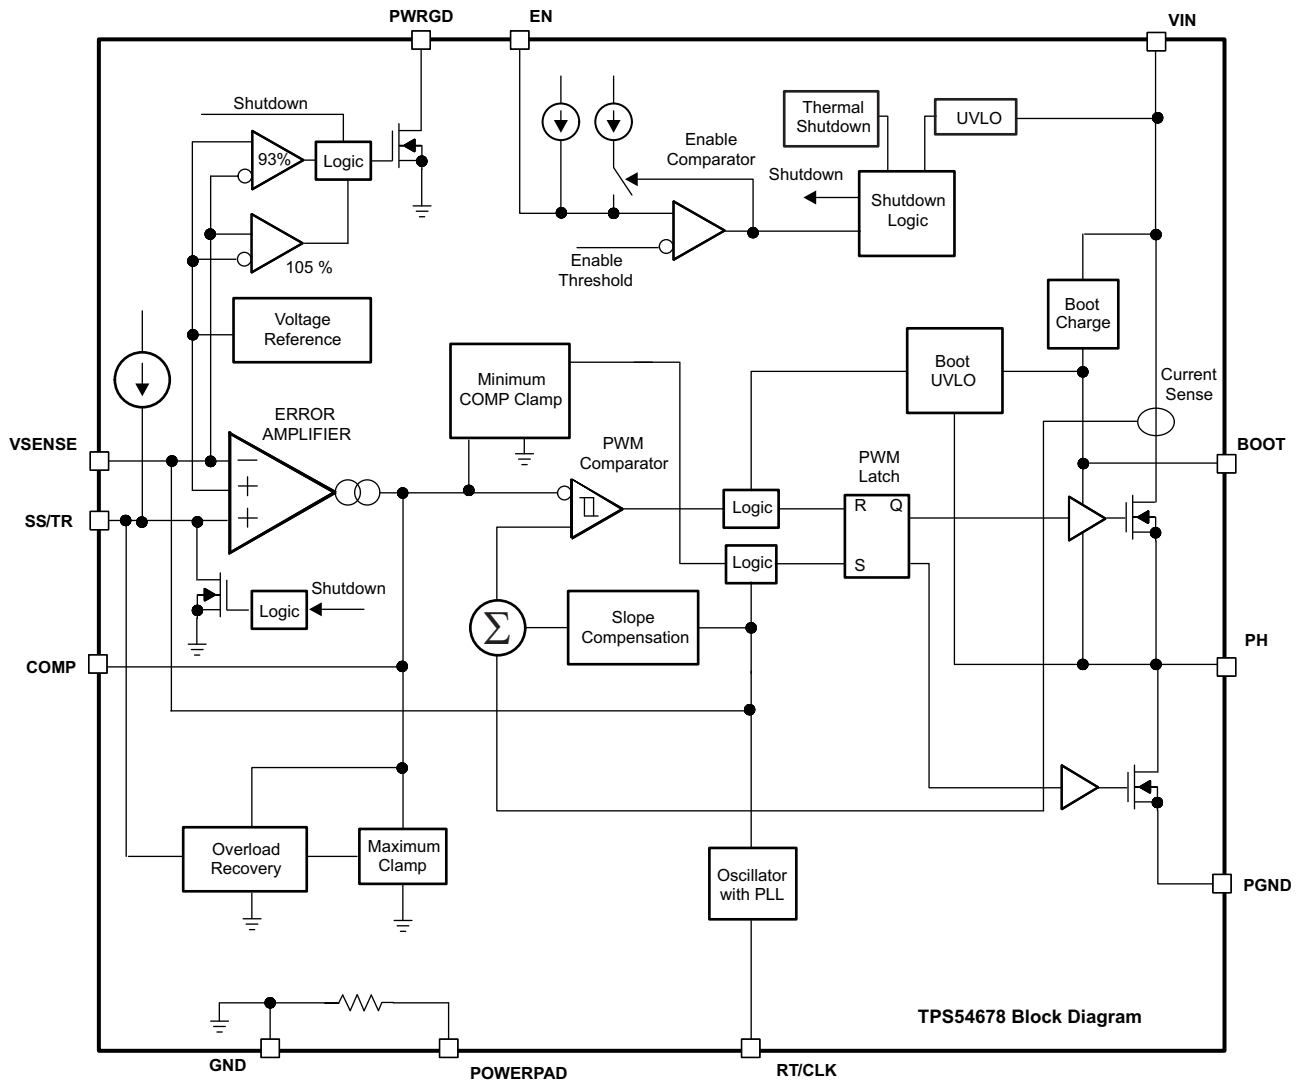 PWRGD
EN
VIN
Shutdown
93%
Logic
105 %
Enable
Comparator
Enable
Threshold
Thermal
Shutdown
UVLO
Shutdown
Shutdown
Logic
Voltage
Reference
Boot
Charge
Minimum
COMP Clamp
Boot
UVLO
Current
Sense
ERROR
AMPLIFIER
VSENSE
SS/TR
−
+
+
PWM
Comparator
PWM
Latch
BOOT
Logic
R Q
S
Logic
Shutdown
Logic
Σ
Slope
Compensation
COMP
PH
Overload
Recovery
Maximum
Clamp
Oscillator
with PLL
PGND
TPS54678 Block Diagram
GND
POWERPAD
RT/CLK